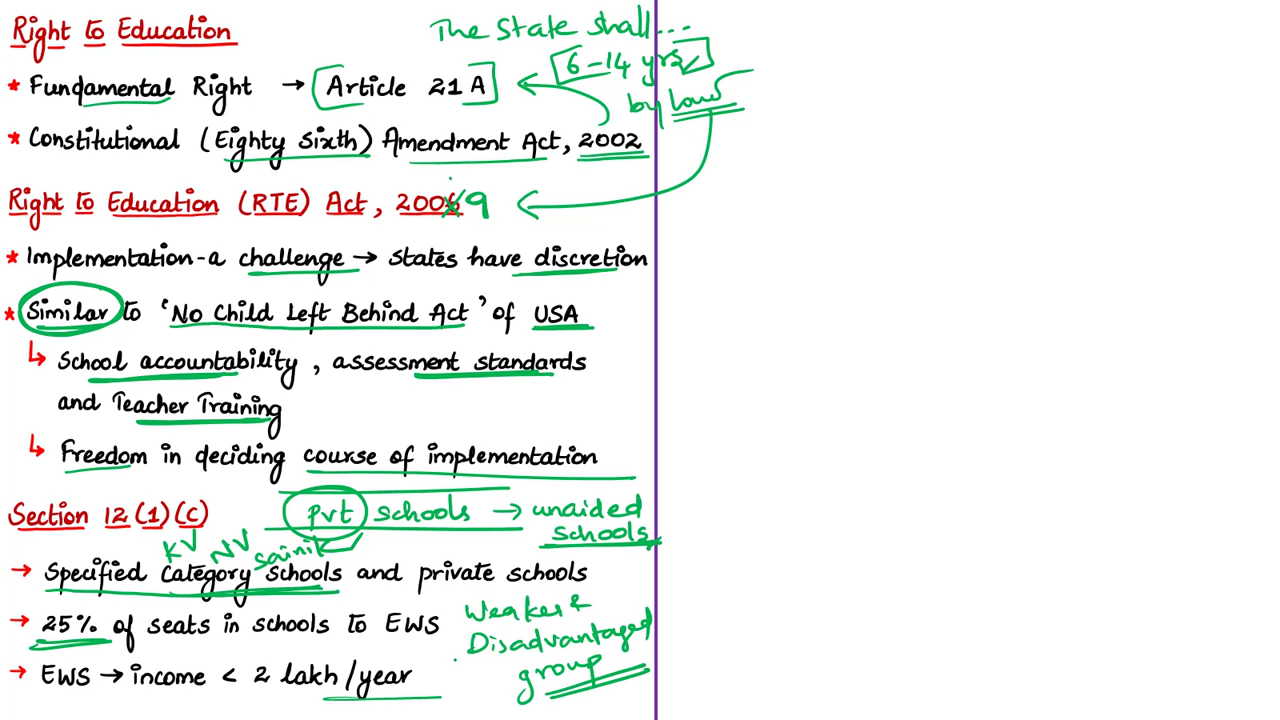 Right to Education
The State shall...
6-14 yrs
* Fundamental Right → [Article 21 A]
by law
* Constitutional (Eighty Sixth) Amendment Act, 2002
Right to Education (RTE) Act, 2009
* Implementation-a challenge → states have discretion
* Similar to 'No Child Left Behind Act' of USA
↳ School accountability, assessment standards
and Teacher Training
↳ Freedom in deciding course of implementation
Section 12(1)(C)
Pvt schools → unaided
schools
KV NV Sainik
→ Specified category schools and private schools
→ 25% of seats in schools to EWS
Weaker &
Disadvantaged
group
→ EWS → income < 2 lakh/year